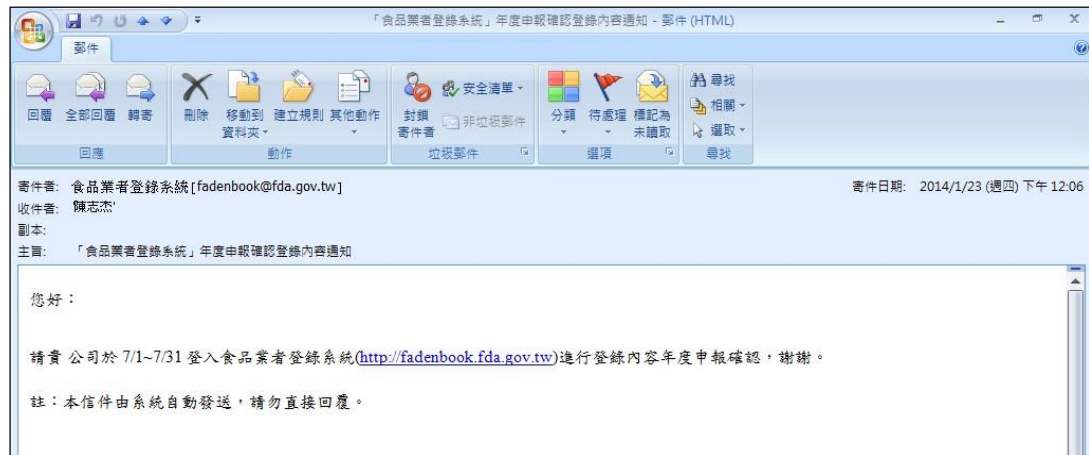 「食品業者登錄系統」年度申報確認登錄內容通知 - 郵件 (HTML)
郵件
回覆 全部回覆 轉寄
刪除 移動到資料夾 建立規則 其他動作
封鎖寄件者 安全清單 非垃圾郵件
分類 待處理 標記為未讀取
尋找
相關
選取
回應 動作 垃圾郵件 選項 尋找
寄件者: 食品業者登錄系統[fadenbook@fda.gov.tw] 寄件日期: 2014/1/23 (週四) 下午 12:06
收件者: 陳志杰'
副本:
主旨: 「食品業者登錄系統」年度申報確認登錄內容通知
您好：
請貴 公司於 7/1~7/31 登入食品業者登錄系統(http://fadenbook.fda.gov.tw)進行登錄內容年度申報確認，謝謝。
註：本信件由系統自動發送，請勿直接回覆。